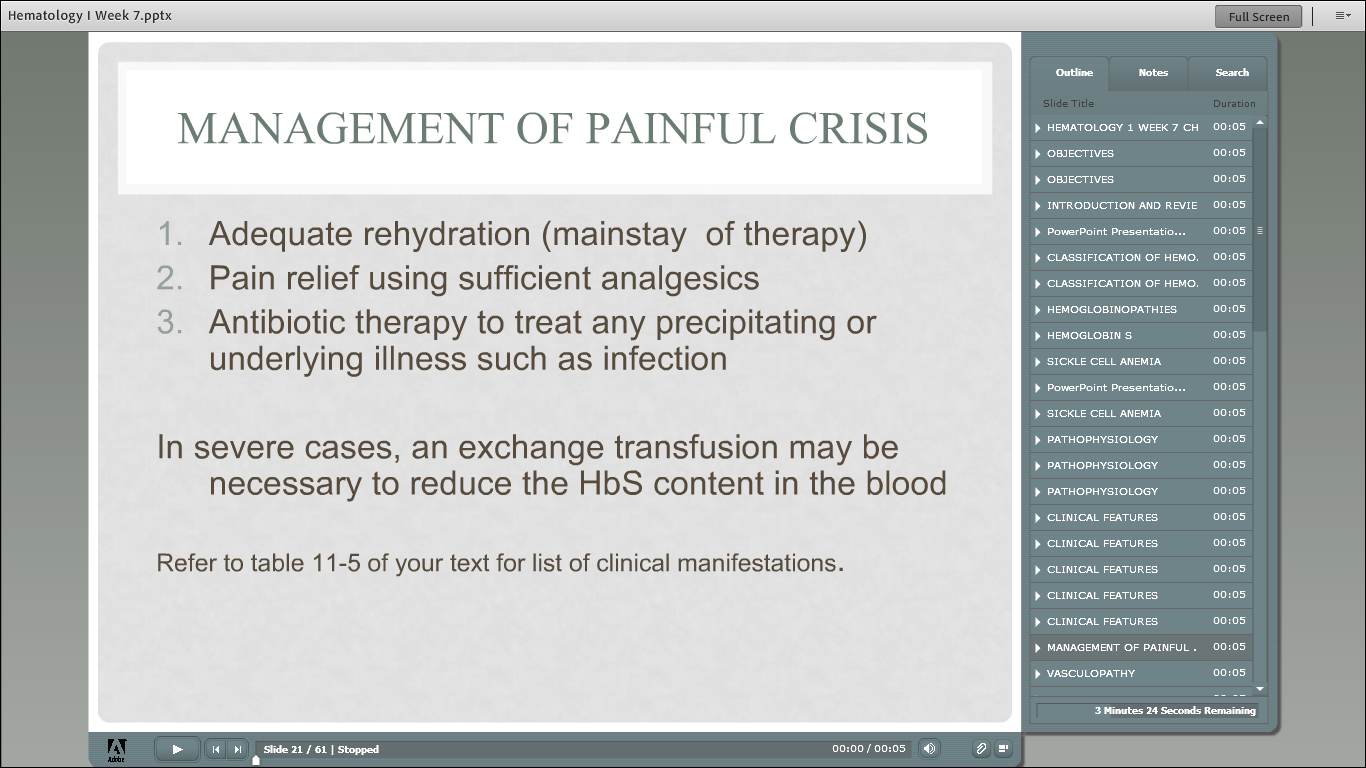 Hematology I Week 7.pptx
Full Screen
MANAGEMENT OF PAINFUL CRISIS
1. Adequate rehydration (mainstay  of therapy)
2. Pain relief using sufficient analgesics
3. Antibiotic therapy to treat any precipitating or
underlying illness such as infection
In severe cases, an exchange transfusion may be
necessary to reduce the HbS content in the blood
Refer to table 11-5 of your text for list of clinical manifestations.
Outline Notes Search
Slide Title Duration
HEMATOLOGY 1 WEEK 7 CH 00:05
OBJECTIVES 00:05
OBJECTIVES 00:05
INTRODUCTION AND REVIE 00:05
PowerPoint Presentatio... 00:05
CLASSIFICATION OF HEMO. 00:05
CLASSIFICATION OF HEMO. 00:05
HEMOGLOBINOPATHIES 00:05
HEMOGLOBIN S 00:05
SICKLE CELL ANEMIA 00:05
PowerPoint Presentatio... 00:05
SICKLE CELL ANEMIA 00:05
PATHOPHYSIOLOGY 00:05
PATHOPHYSIOLOGY 00:05
PATHOPHYSIOLOGY 00:05
CLINICAL FEATURES 00:05
CLINICAL FEATURES 00:05
CLINICAL FEATURES 00:05
CLINICAL FEATURES 00:05
CLINICAL FEATURES 00:05
MANAGEMENT OF PAINFUL . 00:05
VASCULOPATHY 00:05
3 Minutes 24 Seconds Remaining
Adobe
Slide 21 / 61 | Stopped
00:00 / 00:05